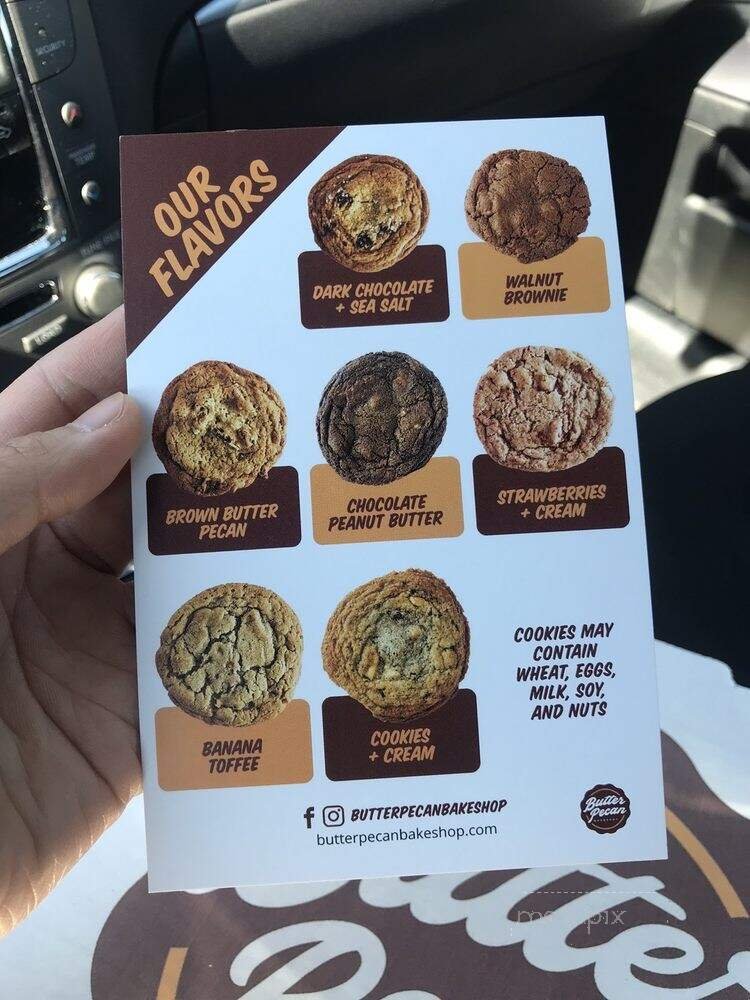 SECURITY
OUR
FLAVORS
DARK CHOCOLATE
+ SEA SALT
WALNUT
BROWNIE
BROWN BUTTER
PECAN
CHOCOLATE
PEANUT BUTTER
STRAWBERRIES
+ CREAM
BANANA
TOFFEE
COOKIES
+ CREAM
COOKIES MAY
CONTAIN
WHEAT, EGGS,
MILK, SOY,
AND NUTS
BUTTERPECANBAKESHOP
butterpecanbakeshop.com
Butter
Pecan